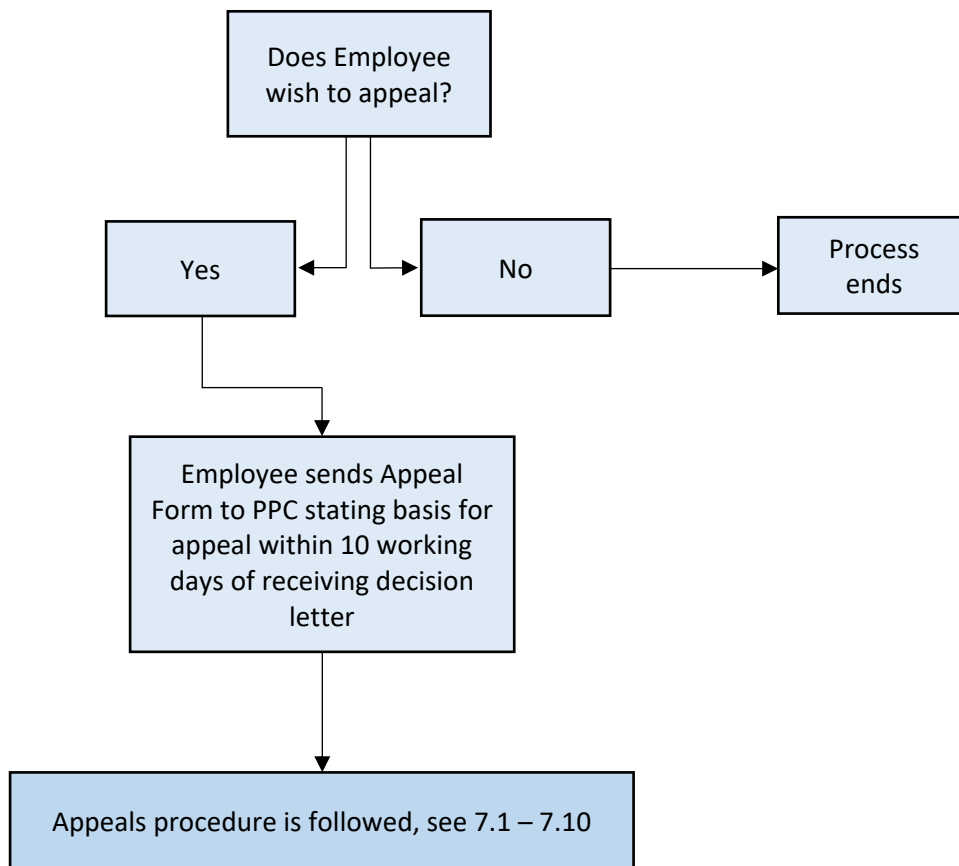 Does Employee
wish to appeal?
Yes
No
Process
ends
Employee sends Appeal
Form to PPC stating basis for
appeal within 10 working
days of receiving decision
letter
Appeals procedure is followed, see 7.1 – 7.10